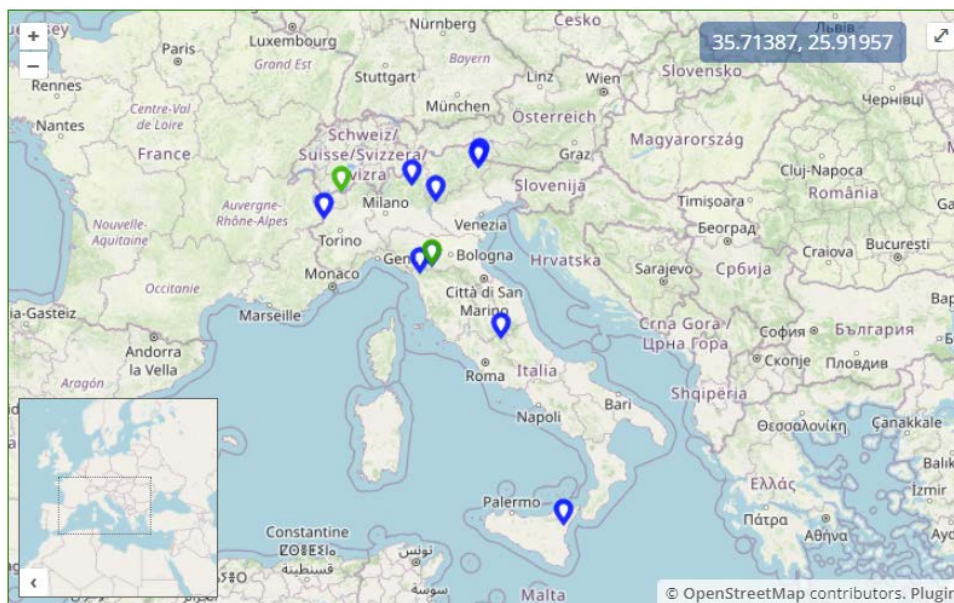 Nürnberg
Česko
Львів
+
Paris
Luxembourg
35.71387, 25.91957
−
Grand Est
Bayern
Stuttgart
Linz
Wien
Slovensko
Rennes
München
Чернівці
Centre-Val
de Loire
Österreich
Nantes
Schweiz/
Suisse/Svizzera/
Magyarország
France
Graz
Cluj-Napoca
Slovenija
România
Auvergne-
Rhône-Alpes
Milano
Timișoara
Nouvelle-
Aquitaine
Venezia
Torino
Београд
București
Bologna
Hrvatska
Craiova
Monaco
Sarajevo
Србија
Occitanie
Città di San
Marino
Marseille
Crna Gora /
Црна Гора
София
България
Andorra
la Vella
Скопје
Пловдив
Roma
Italia
Aragón
Shqipëria
Bari
Napoli
Θεσσαλονίκη
Çanakkale
Ελλάς
İzmir
Palermo
Constantine
Πάτρα
Αθήνα
قسنطينة
تونس
سوسة
‹
Malta
© OpenStreetMap contributors. Plugin